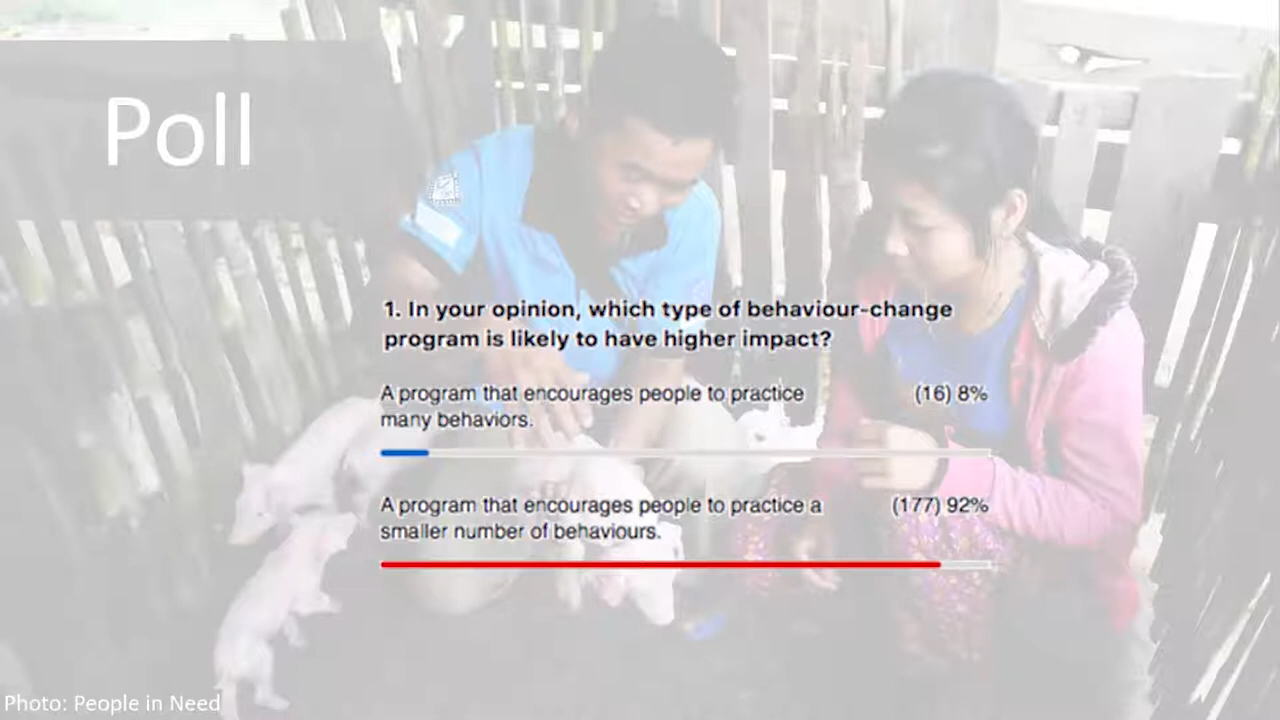 Poll
1. In your opinion, which type of behaviour-change
program is likely to have higher impact?
A program that encourages people to practice
many behaviors.
(16) 8%
A program that encourages people to practice a
smaller number of behaviours.
(177) 92%
Photo: People in Need